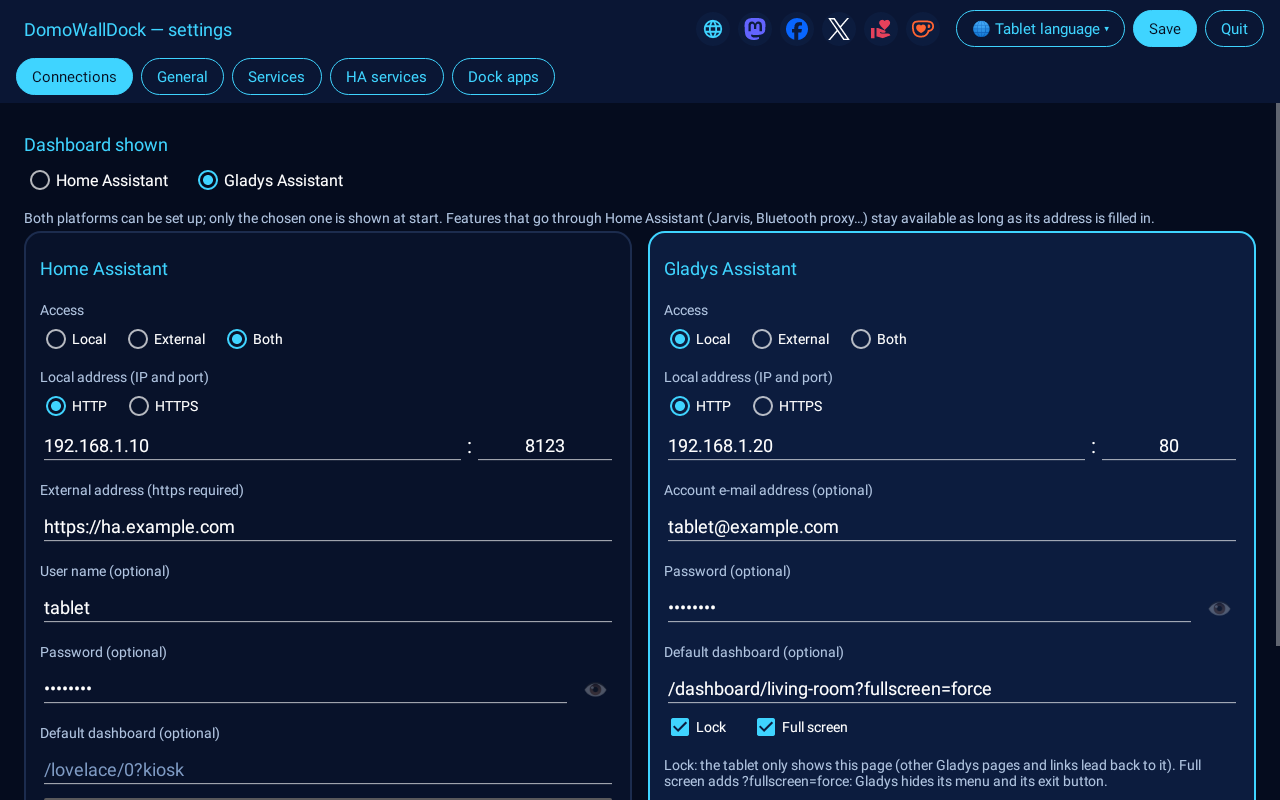 DomoWallDock — settings
Tablet language ▾
Save
Quit
Connections
General
Services
HA services
Dock apps
Dashboard shown
Home Assistant
Gladys Assistant
Both platforms can be set up; only the chosen one is shown at start. Features that go through Home Assistant (Jarvis, Bluetooth proxy…) stay available as long as its address is filled in.
Home Assistant
Access
Local
External
Both
Local address (IP and port)
HTTP
HTTPS
192.168.1.10 : 8123
External address (https required)
https://ha.example.com
User name (optional)
tablet
Password (optional)
••••••••
Default dashboard (optional)
/lovelace/0?kiosk
Gladys Assistant
Access
Local
External
Both
Local address (IP and port)
HTTP
HTTPS
192.168.1.20 : 80
Account e-mail address (optional)
tablet@example.com
Password (optional)
••••••••
Default dashboard (optional)
/dashboard/living-room?fullscreen=force
Lock
Full screen
Lock: the tablet only shows this page (other Gladys pages and links lead back to it). Full
screen adds ?fullscreen=force: Gladys hides its menu and its exit button.